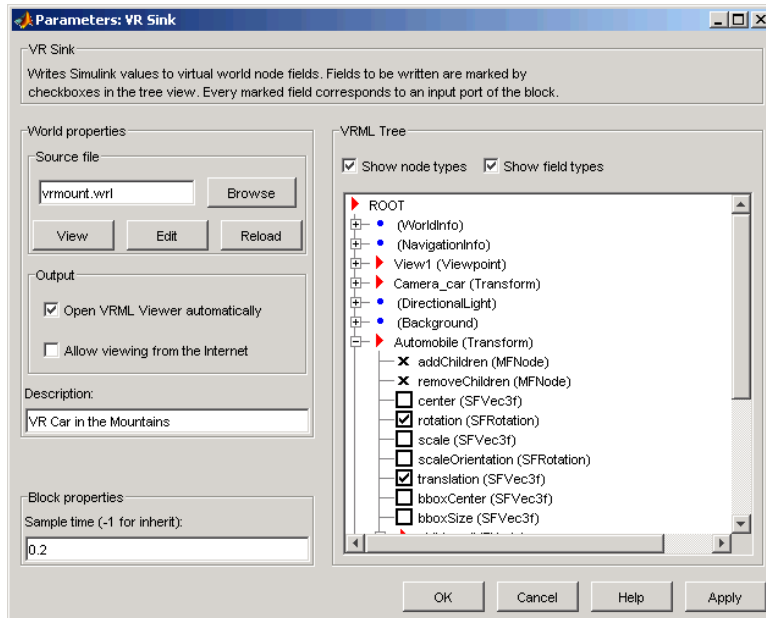 Parameters: VR Sink
VR Sink
Writes Simulink values to virtual world node fields. Fields to be written are marked by
checkboxes in the tree view. Every marked field corresponds to an input port of the block.
World properties
Source file
vrmount.wrl
Browse
View
Edit
Reload
Output
Open VRML Viewer automatically
Allow viewing from the Internet
Description:
VR Car in the Mountains
Block properties
Sample time (-1 for inherit):
0.2
VRML Tree
Show node types
Show field types
ROOT
(WorldInfo)
(NavigationInfo)
View1 (Viewpoint)
Camera_car (Transform)
(DirectionalLight)
(Background)
Automobile (Transform)
addChildren (MFNode)
removeChildren (MFNode)
center (SFVec3f)
rotation (SFRotation)
scale (SFVec3f)
scaleOrientation (SFRotation)
translation (SFVec3f)
bboxCenter (SFVec3f)
bboxSize (SFVec3f)
OK
Cancel
Help
Apply